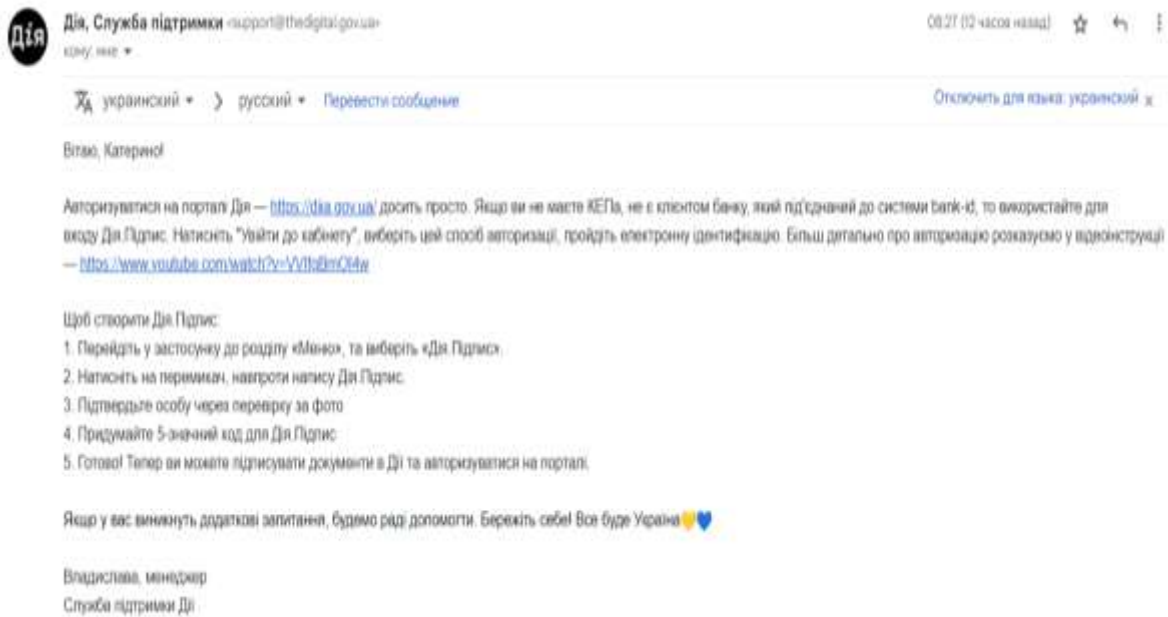 Дія
Дія, Служба підтримки <support@thedigital.gov.ua>
08:27 (12 часов назад)
кому: мне
украинский > русский Перевести сообщение
Отключить для языка: украинский x
Вітаю, Катерино!
Авторизуватися на порталі Дія — https://diia.gov.ua/ досить просто. Якщо ви не маєте КЕПа, не є клієнтом банку, який під'єднаний до системи bank-id, то використайте для
входу Дія.Підпис. Натисніть "Увійти до кабінету", виберіть цей спосіб авторизації, пройдіть електронну ідентифікацію. Більш детально про авторизацію розказуємо у відеоінструкції
— https://www.youtube.com/watch?v=
Щоб створити Дія.Підпис:
1. Перейдіть у застосунку до розділу «Меню», та виберіть «Дія.Підпис».
2. Натисніть на перемикач, навпроти напису Дія.Підпис.
3. Підтвердьте особу через перевірку за фото
4. Придумайте 5-значний код для Дія.Підпис
5. Готово! Тепер ви можете підписувати документи в Дії та авторизуватися на порталі.
Якщо у вас виникнуть додаткові запитання, будемо раді допомогти. Бережіть себе! Все буде Україна💛💙
Владислава, менеджер
Служба підтримки Дії